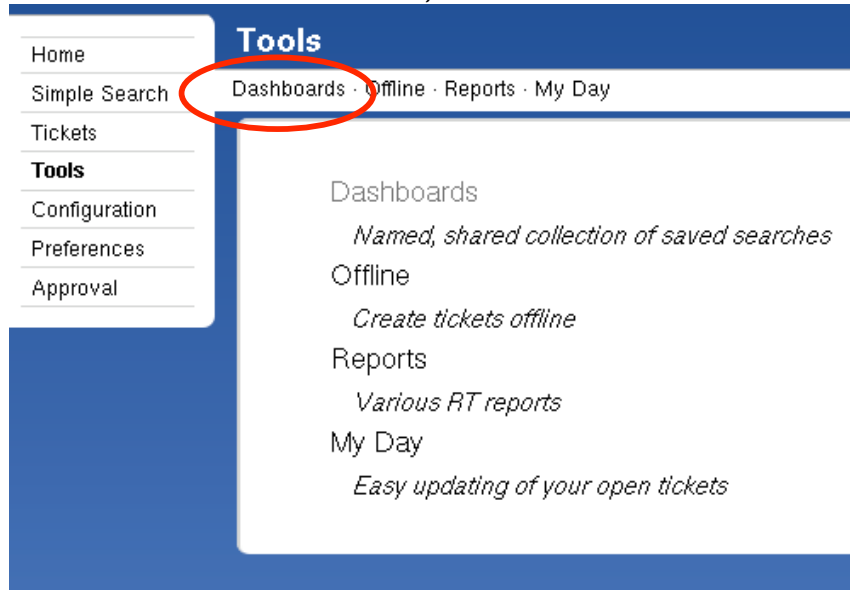 Home
Simple Search
Tickets
Tools
Configuration
Preferences
Approval
Tools
Dashboards · Offline · Reports · My Day
Dashboards
Named, shared collection of saved searches
Offline
Create tickets offline
Reports
Various RT reports
My Day
Easy updating of your open tickets